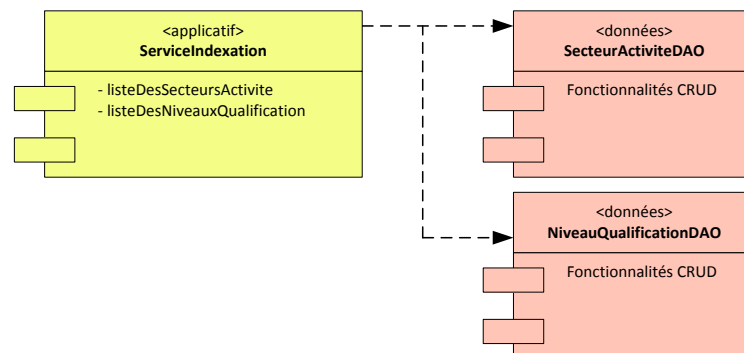 <applicatif>
ServiceIndexation
- listeDesSecteursActivite
- listeDesNiveauxQualification
<données>
SecteurActiviteDAO
Fonctionnalités CRUD
<données>
NiveauQualificationDAO
Fonctionnalités CRUD